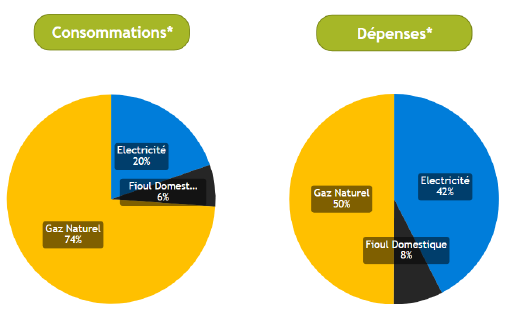 Consommations*
Dépenses*
Electricité
20%
Fioul Domest...
6%
Gaz Naturel
74%
Electricité
42%
Gaz Naturel
50%
Fioul Domestique
8%